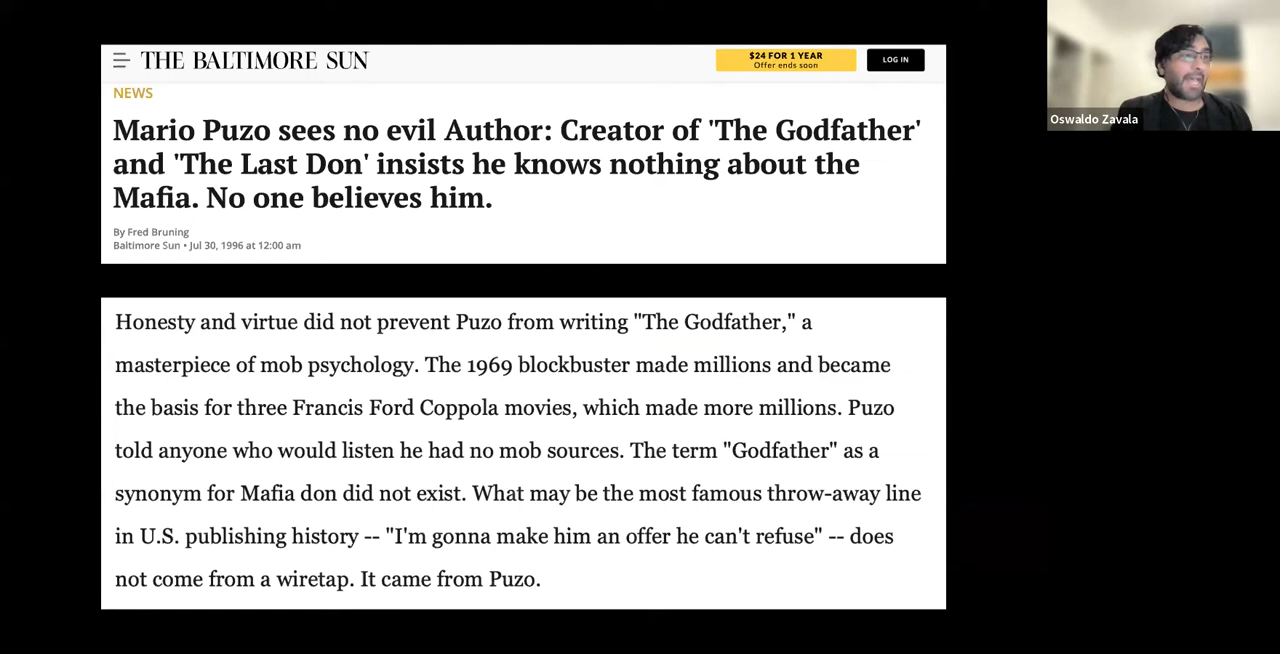 THE BALTIMORE SUN
$24 FOR 1 YEAR
Offer ends soon
LOG IN
Oswaldo Zavala
NEWS
Mario Puzo sees no evil Author: Creator of 'The Godfather'
and 'The Last Don' insists he knows nothing about the
Mafia. No one believes him.
By Fred Bruning
Baltimore Sun • Jul 30, 1996 at 12:00 am
Honesty and virtue did not prevent Puzo from writing "The Godfather," a
masterpiece of mob psychology. The 1969 blockbuster made millions and became
the basis for three Francis Ford Coppola movies, which made more millions. Puzo
told anyone who would listen he had no mob sources. The term "Godfather" as a
synonym for Mafia don did not exist. What may be the most famous throw-away line
in U.S. publishing history -- "I'm gonna make him an offer he can't refuse" -- does
not come from a wiretap. It came from Puzo.